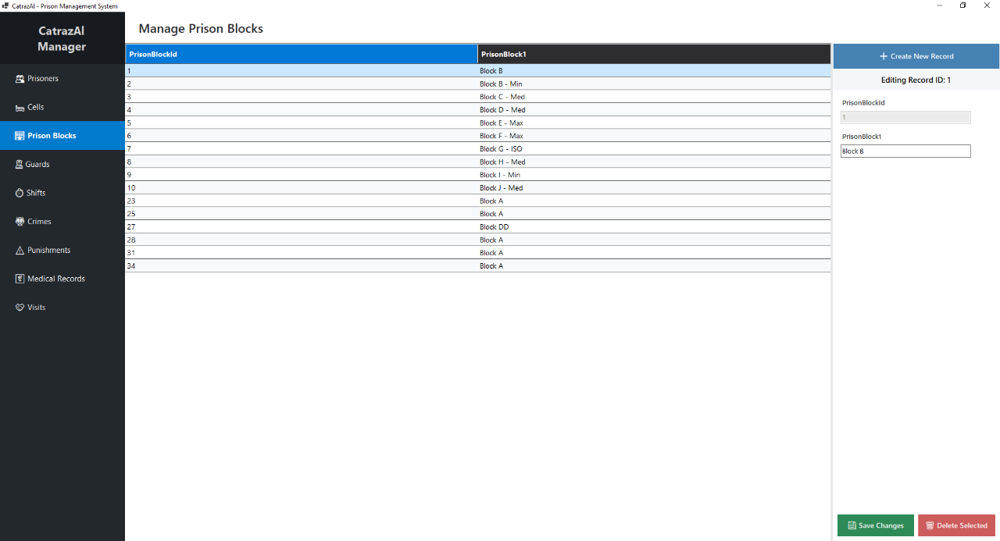 CatrazAI - Prison Management System
CatrazAI
Manager
Prisoners
Cells
Prison Blocks
Guards
Shifts
Crimes
Punishments
Medical Records
Visits
Manage Prison Blocks
PrisonBlockId PrisonBlock1
1 Block B
2 Block B - Min
3 Block C - Med
4 Block D - Med
5 Block E - Max
6 Block F - Max
7 Block G - ISO
8 Block H - Med
9 Block I - Min
10 Block J - Med
23 Block A
25 Block A
27 Block DD
28 Block A
31 Block A
34 Block A
Create New Record
Editing Record ID: 1
PrisonBlockId
1
PrisonBlock1
Block B
Save Changes
Delete Selected